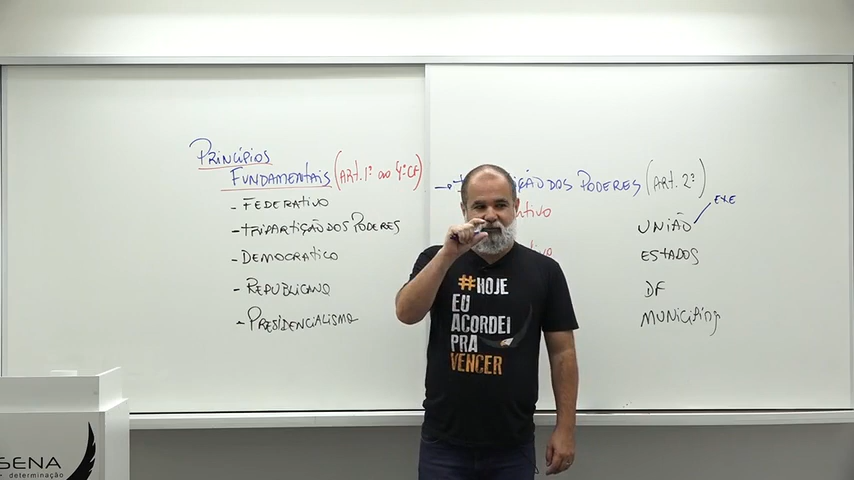 PRINCÍPIOS
FUNDAMENTAIS (ART. 1º ao 4º CF)
- FEDERATIVO
- TRIPARTIÇÃO DOS PODERES
- DEMOCRÁTICO
- REPUBLICANO
- PRESIDENCIALISMO
DOS PODERES (ART. 2º)
EXE
UNIÃO
ESTADOS
DF
MUNICÍPIOS
#HOJE
EU
ACORDEI
PRA
VENCER
SENA
determinação